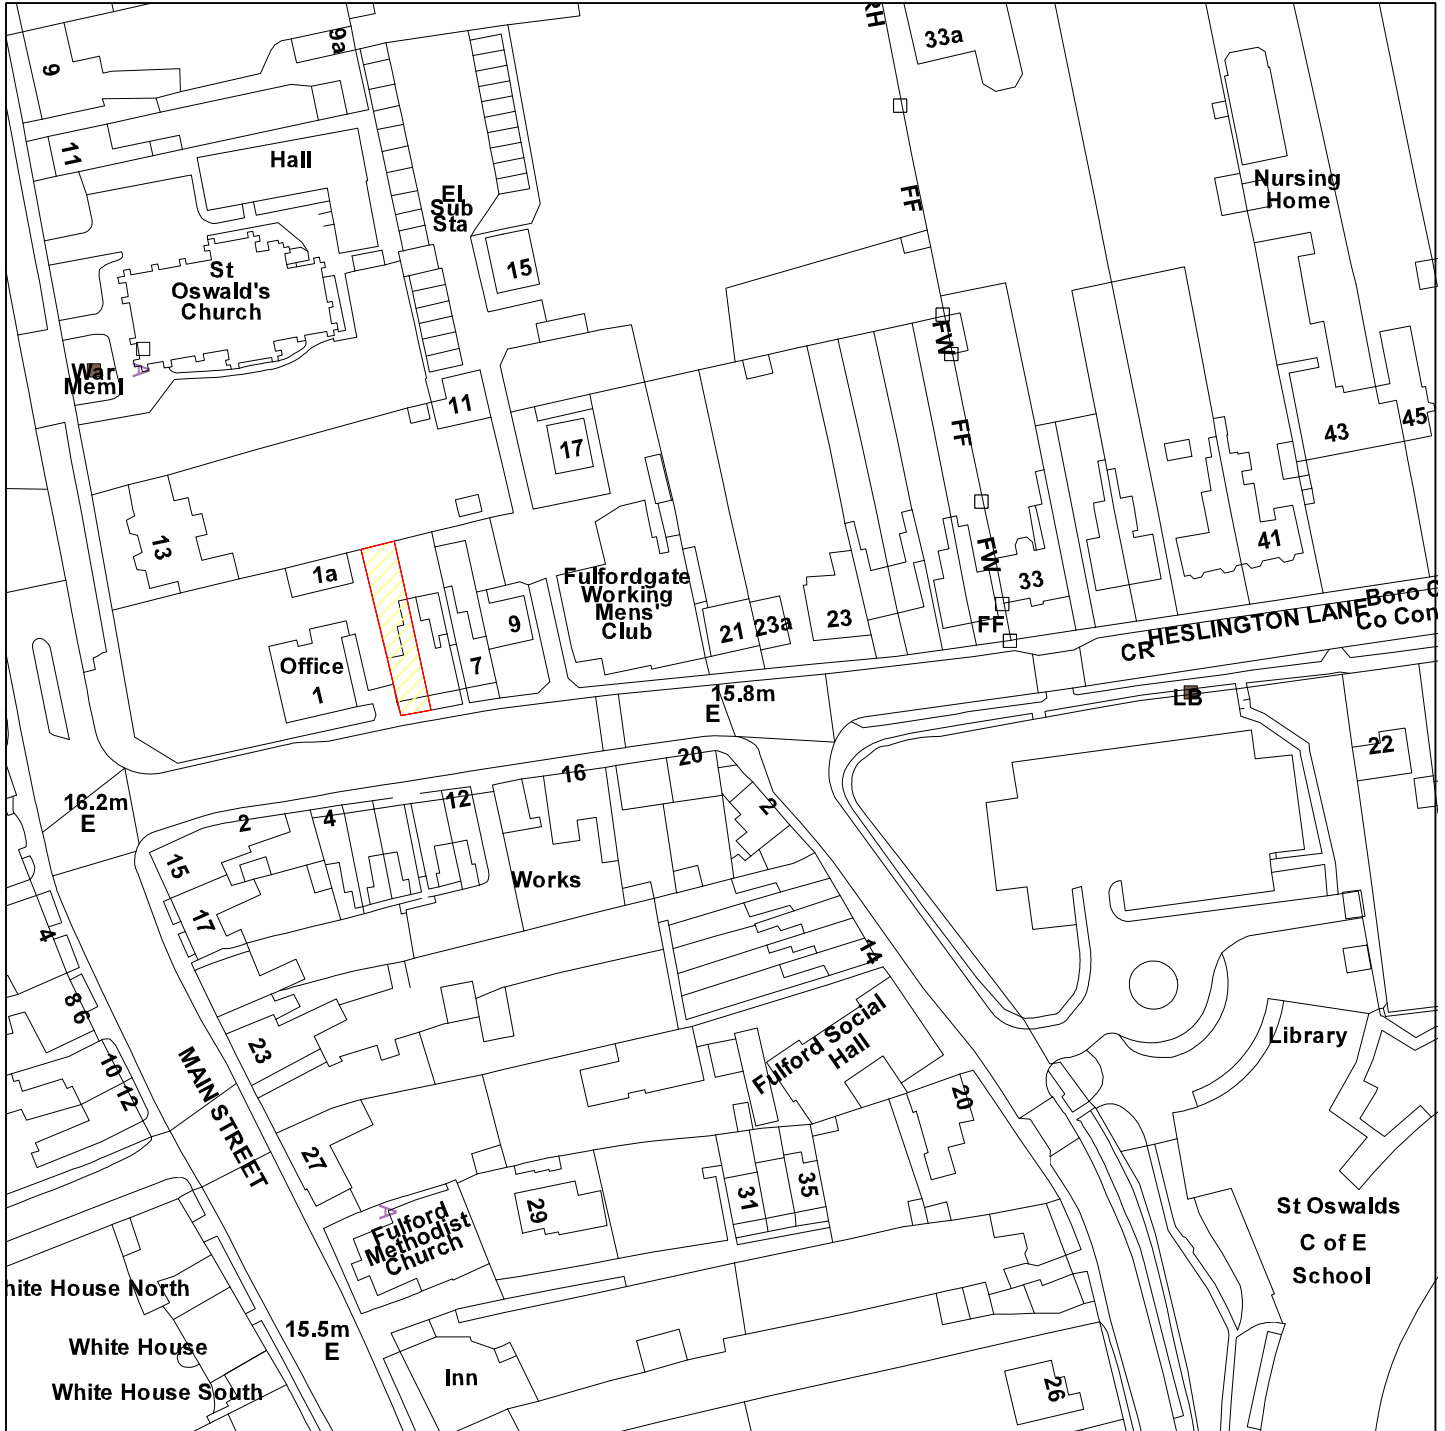 RH
33a
9a
9
11
Hall
El
Sub
Sta
FF
Nursing
Home
St
Oswald's
Church
15
War
Meml
FW
11
17
FF
43
45
13
1a
Fulfordgate
Working
Mens'
Club
FW
33
41
9
21
23a
23
FF
HESLINGTON LANE
Boro C
Co Con
CR
Office
1
7
15.8m
E
LB
22
16.2m
E
2
4
12
16
20
2
15
17
Works
4
14
8 6
23
10
12
MAIN STREET
Fulford Social
Hall
Library
20
27
31
35
29
Fulford
Methodist
Church
St Oswalds
C of E
School
hite House North
White House
White House South
15.5m
E
Inn
26